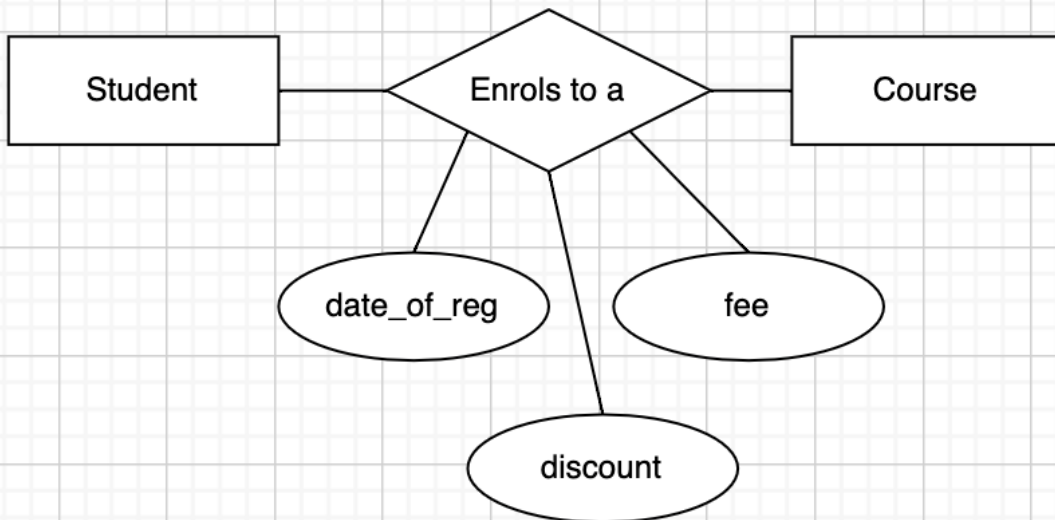 Student
Enrols to a
Course
date_of_reg
fee
discount